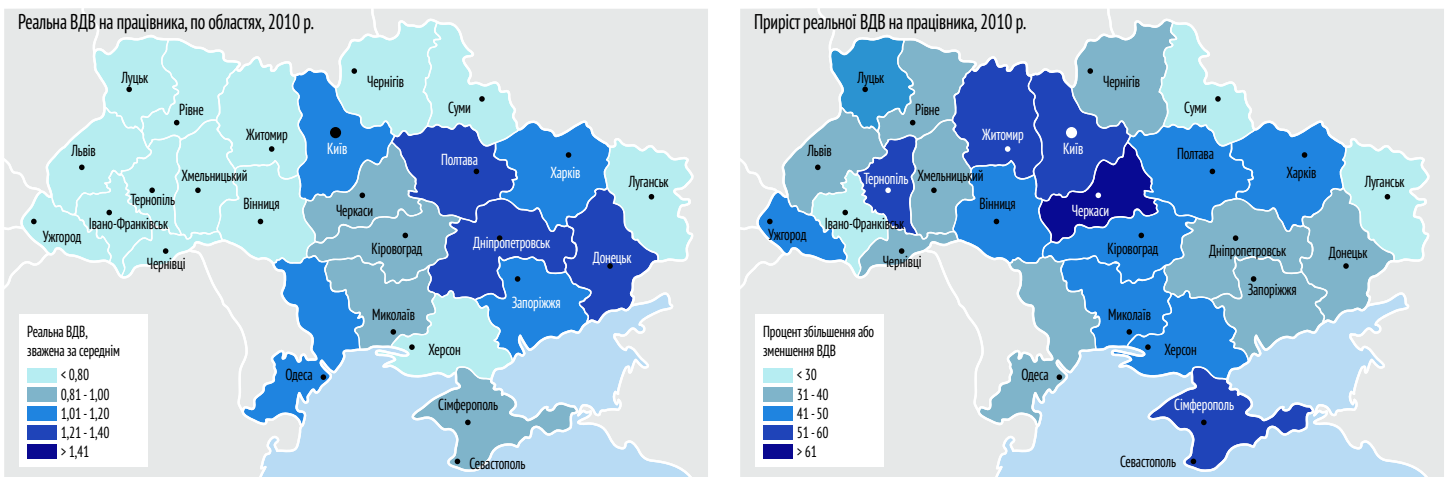 Реальна ВДВ на працівника, по областях, 2010 р.
Луцьк
Рівне
Житомир
Київ
Чернігів
Суми
Львів
Тернопіль
Хмельницький
Вінниця
Івано-Франківськ
Ужгород
Чернівці
Черкаси
Полтава
Харків
Луганськ
Кіровоград
Дніпропетровськ
Донецьк
Запоріжжя
Миколаїв
Херсон
Одеса
Сімферополь
Севастополь
Реальна ВДВ,
зважена за середнім
< 0,80
0,81 - 1,00
1,01 - 1,20
1,21 - 1,40
> 1,41
Приріст реальної ВДВ на працівника, 2010 р.
Луцьк
Рівне
Житомир
Київ
Чернігів
Суми
Львів
Тернопіль
Хмельницький
Вінниця
Івано-Франківськ
Ужгород
Чернівці
Черкаси
Полтава
Харків
Луганськ
Кіровоград
Дніпропетровськ
Донецьк
Запоріжжя
Миколаїв
Херсон
Одеса
Сімферополь
Севастополь
Процент збільшення або
зменшення ВДВ
< 30
31 - 40
41 - 50
51 - 60
> 61